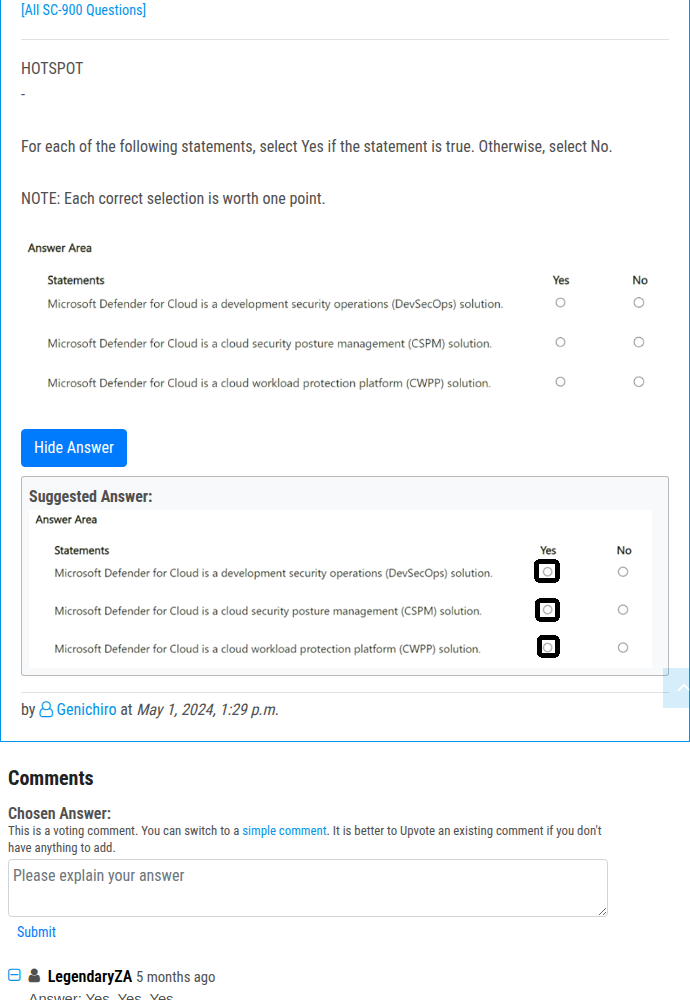 [All SC-900 Questions]
HOTSPOT
-
For each of the following statements, select Yes if the statement is true. Otherwise, select No.
NOTE: Each correct selection is worth one point.
Answer Area
Statements Yes No
Microsoft Defender for Cloud is a development security operations (DevSecOps) solution.
Microsoft Defender for Cloud is a cloud security posture management (CSPM) solution.
Microsoft Defender for Cloud is a cloud workload protection platform (CWPP) solution.
Hide Answer
Suggested Answer:
Answer Area
Statements Yes No
Microsoft Defender for Cloud is a development security operations (DevSecOps) solution.
Microsoft Defender for Cloud is a cloud security posture management (CSPM) solution.
Microsoft Defender for Cloud is a cloud workload protection platform (CWPP) solution.
by Genichiro at May 1, 2024, 1:29 p.m.
Comments
Chosen Answer:
This is a voting comment. You can switch to a simple comment. It is better to Upvote an existing comment if you don't
have anything to add.
Please explain your answer
Submit
LegendaryZA 5 months ago
Answer: Yes, Yes, Yes